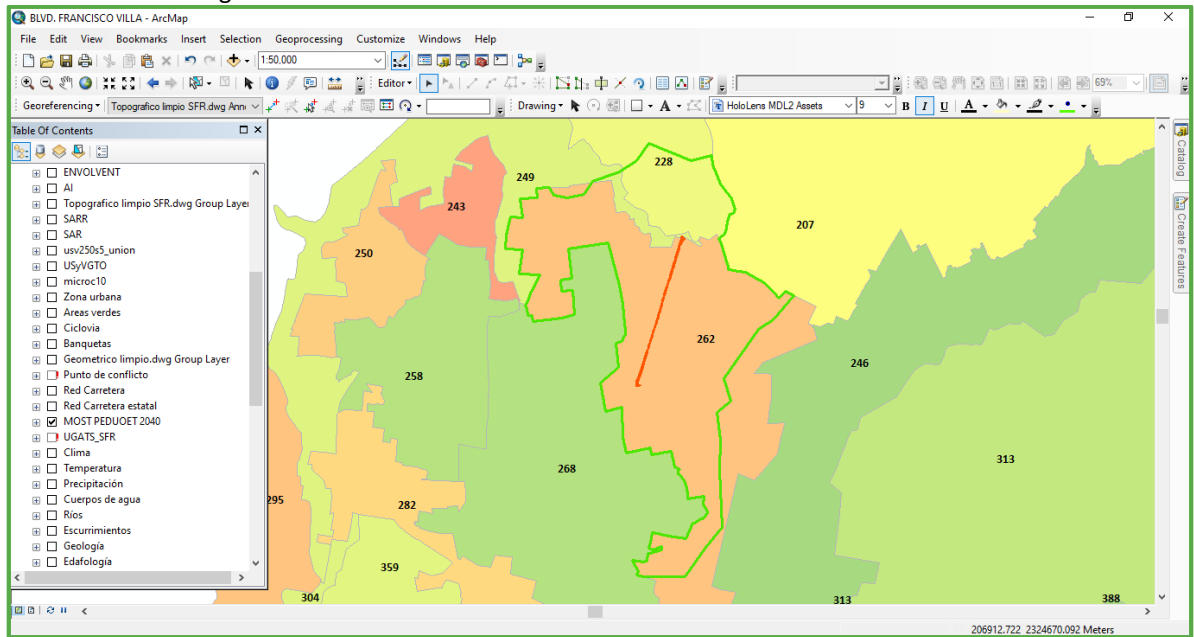 BLVD. FRANCISCO VILLA - ArcMap
File Edit View Bookmarks Insert Selection Geoprocessing Customize Windows Help
1:50,000
Editor
69%
Georeferencing Topografico limpio SFR.dwg Ann
Drawing A HoloLens MDL2 Assets 9 B I U A
Table Of Contents
ENVOLVENT
AI
Topografico limpio SFR.dwg Group Laye
SARR
SAR
usv250s5_union
USyVGTO
microc10
Zona urbana
Areas verdes
Ciclovia
Banquetas
Geometrico limpio.dwg Group Layer
Punto de conflicto
Red Carretera
Red Carretera estatal
MOST PEDUOET 2040
UGATS_SFR
Clima
Temperatura
Precipitación
Cuerpos de agua
Ríos
Escurrimientos
Geología
Edafología
228
249
243
207
250
262
246
258
268
313
295
282
359
304
313
388
Catalog
Create Features
206912.722 2324670.092 Meters